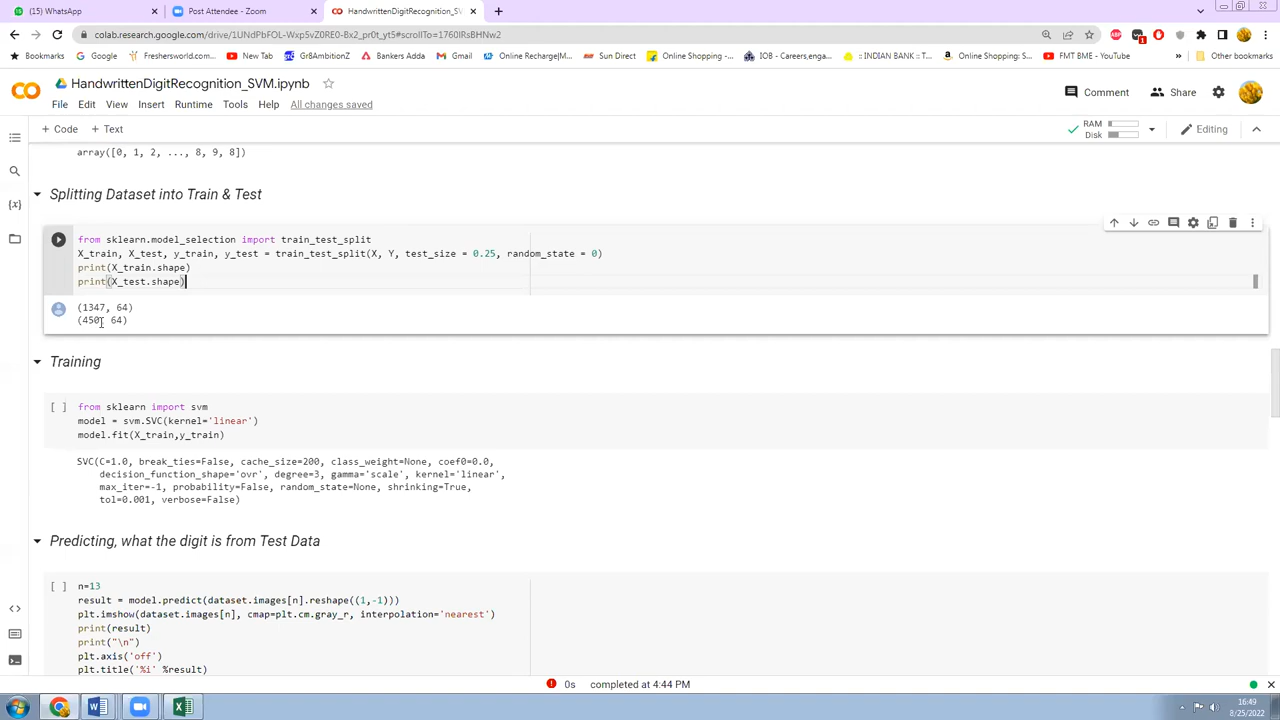 (55) WhatsApp
Post Attendee - Zoom
HandwrittenDigitRecognition_SV
colab.research.google.com/drive/1UNdPbFOL-WxpSvZ0RE0-8x2_pr0t_yt5#scrollTo=1760IRsBHNw2
Bookmarks
Google
Freshersworld.com...
New Tab
Gr8AmbitionZ
Bankers Adda
Gmail
Online Recharge|M...
Sun Direct
Online Shopping-...
IOB - Careers,enga...
:: INDIAN BANK ::
Online Shopping: S...
FMT BME - YouTube
Other bookmarks
HandwrittenDigitRecognition_SVM.ipynb
File Edit View Insert Runtime Tools Help All changes saved
Comment
Share
+ Code + Text
RAM
Disk
Editing
array([0, 1, 2, ..., 8, 9, 8])
Splitting Dataset into Train & Test
from sklearn.model_selection import train_test_split
X_train, X_test, y_train, y_test = train_test_split(X, Y, test_size = 0.25, random_state = 0)
print(X_train.shape)
print(X_test.shape)
(1347, 64)
(450, 64)
Training
[ ] from sklearn import svm
model = svm.SVC(kernel='linear')
model.fit(X_train,y_train)
SVC(C=1.0, break_ties=False, cache_size=200, class_weight=None, coef0=0.0,
decision_function_shape='ovr', degree=3, gamma='scale', kernel='linear',
max_iter=-1, probability=False, random_state=None, shrinking=True,
tol=0.001, verbose=False)
Predicting, what the digit is from Test Data
[ ] n=13
result = model.predict(dataset.images[n].reshape((1,-1)))
plt.imshow(dataset.images[n], cmap=plt.cm.gray_r, interpolation='nearest')
print(result)
print("\n")
plt.axis('off')
plt.title('%i' %result)
0s completed at 4:44 PM
16:49
8/25/2022